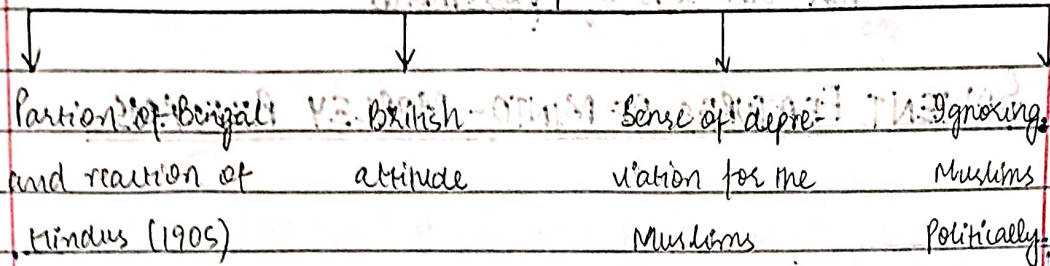 Partion of Bengal British Sense of depre- Ignoring
and reaction of attitude viation for the Muslims
Hindus (1905) Muslims Politically.